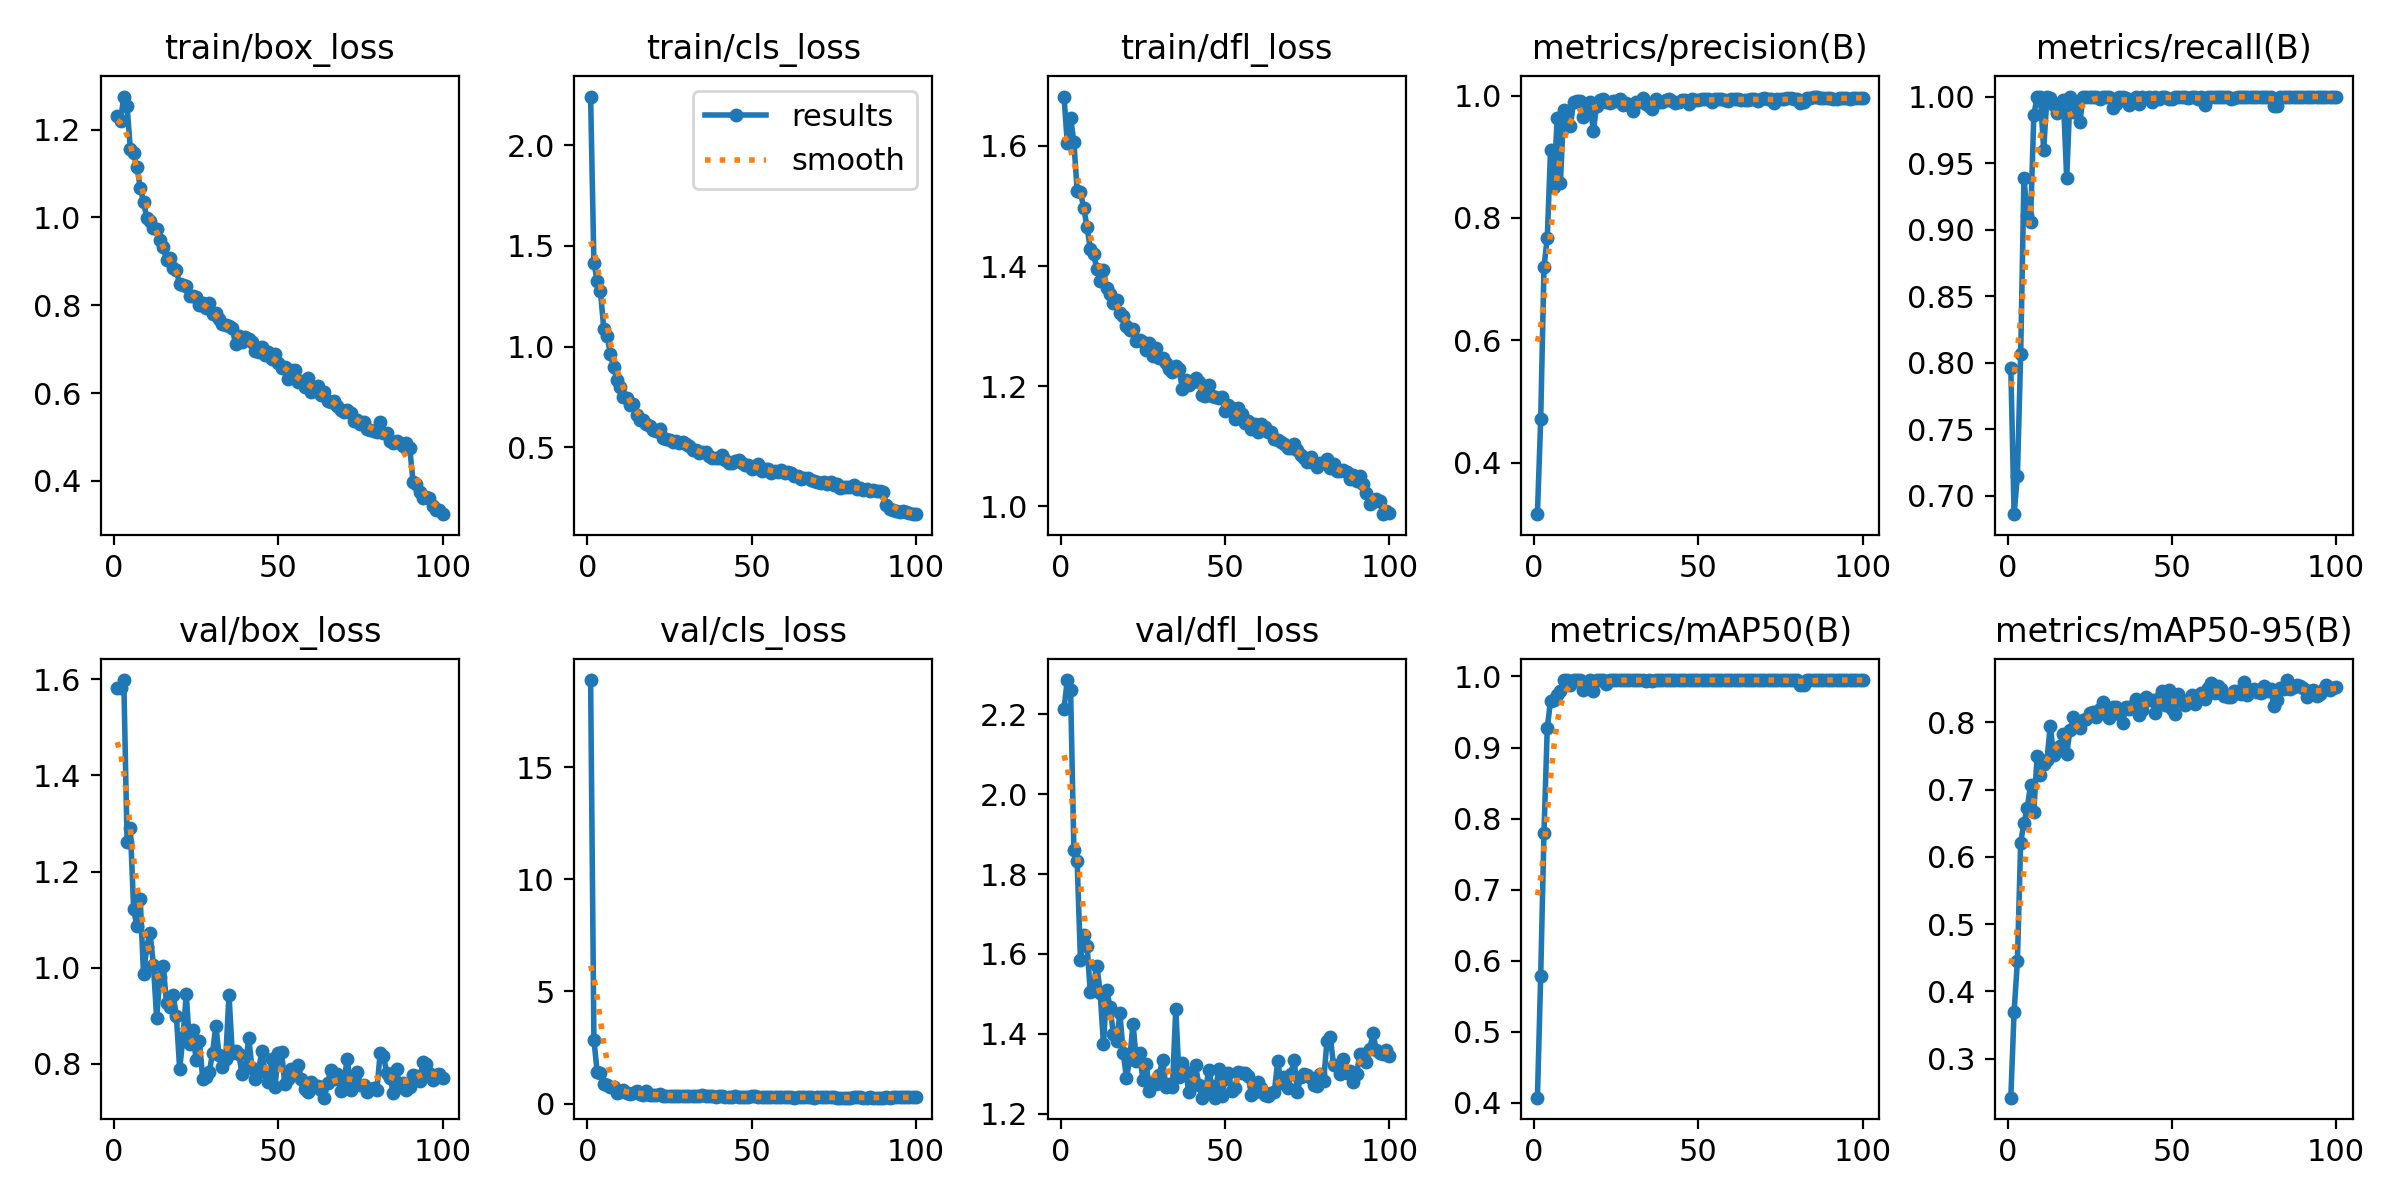 train/box_loss
1.2
1.0
0.8
0.6
0.4
0 50 100
train/cls_loss
results
smooth
2.0
1.5
1.0
0.5
0 50 100
train/dfl_loss
1.6
1.4
1.2
1.0
0 50 100
metrics/precision(B)
1.0
0.8
0.6
0.4
0 50 100
metrics/recall(B)
1.00
0.95
0.90
0.85
0.80
0.75
0.70
0 50 100
val/box_loss
1.6
1.4
1.2
1.0
0.8
0 50 100
val/cls_loss
15
10
5
0
0 50 100
val/dfl_loss
2.2
2.0
1.8
1.6
1.4
1.2
0 50 100
metrics/mAP50(B)
1.0
0.9
0.8
0.7
0.6
0.5
0.4
0 50 100
metrics/mAP50-95(B)
0.8
0.7
0.6
0.5
0.4
0.3
0 50 100